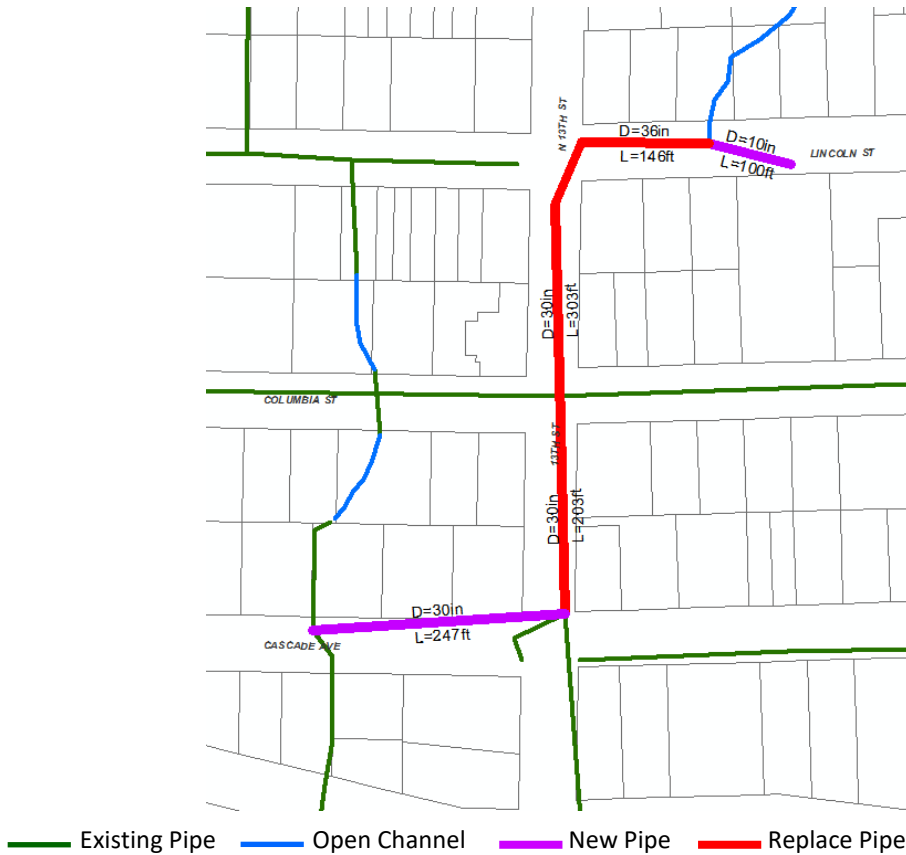 N 13TH ST
D=36in
L=146ft
D=10in
L=100ft
LINCOLN ST
D=30in
L=303ft
COLUMBIA ST
13TH ST
D=30in
L=203ft
D=30in
L=247ft
CASCADE AVE
Existing Pipe
Open Channel
New Pipe
Replace Pipe